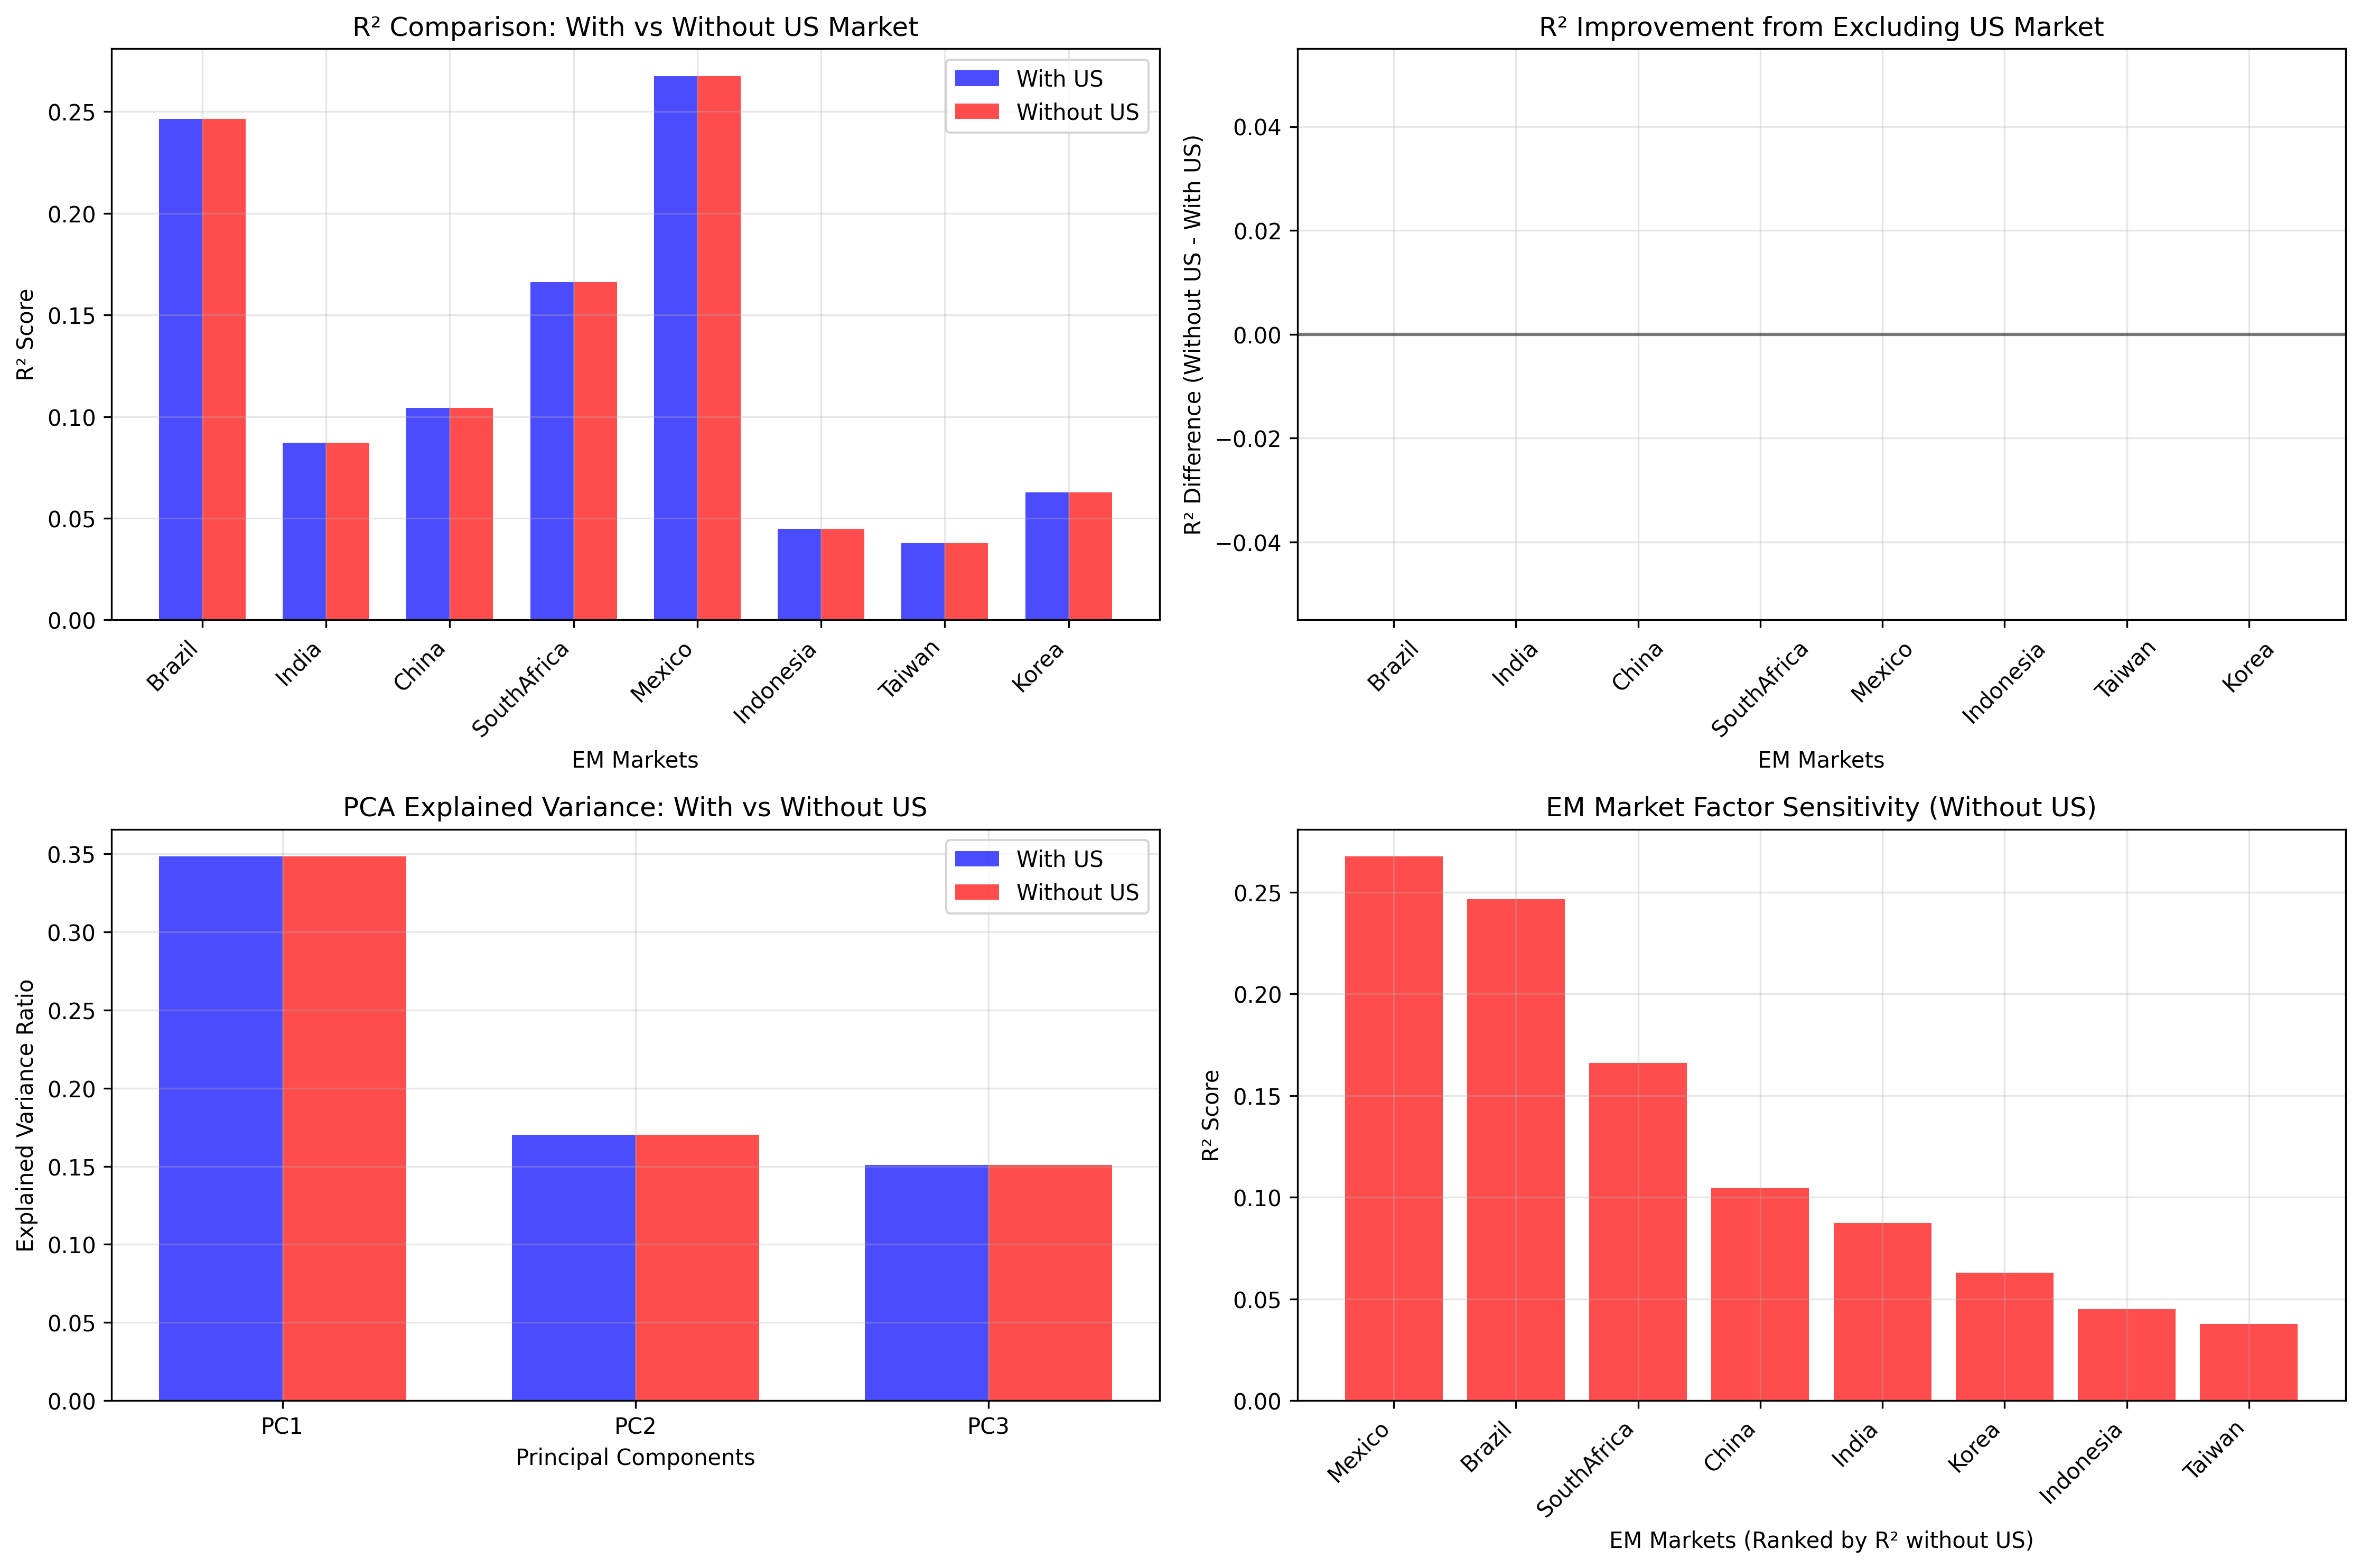 R² Comparison: With vs Without US Market
With US
Without US
R² Score
0.25
0.20
0.15
0.10
0.05
0.00
Brazil
India
China
SouthAfrica
Mexico
Indonesia
Taiwan
Korea
EM Markets
R² Improvement from Excluding US Market
R² Difference (Without US - With US)
0.04
0.02
0.00
−0.02
−0.04
Brazil
India
China
SouthAfrica
Mexico
Indonesia
Taiwan
Korea
EM Markets
PCA Explained Variance: With vs Without US
With US
Without US
Explained Variance Ratio
0.35
0.30
0.25
0.20
0.15
0.10
0.05
0.00
PC1
PC2
PC3
Principal Components
EM Market Factor Sensitivity (Without US)
R² Score
0.25
0.20
0.15
0.10
0.05
0.00
Mexico
Brazil
SouthAfrica
China
India
Korea
Indonesia
Taiwan
EM Markets (Ranked by R² without US)